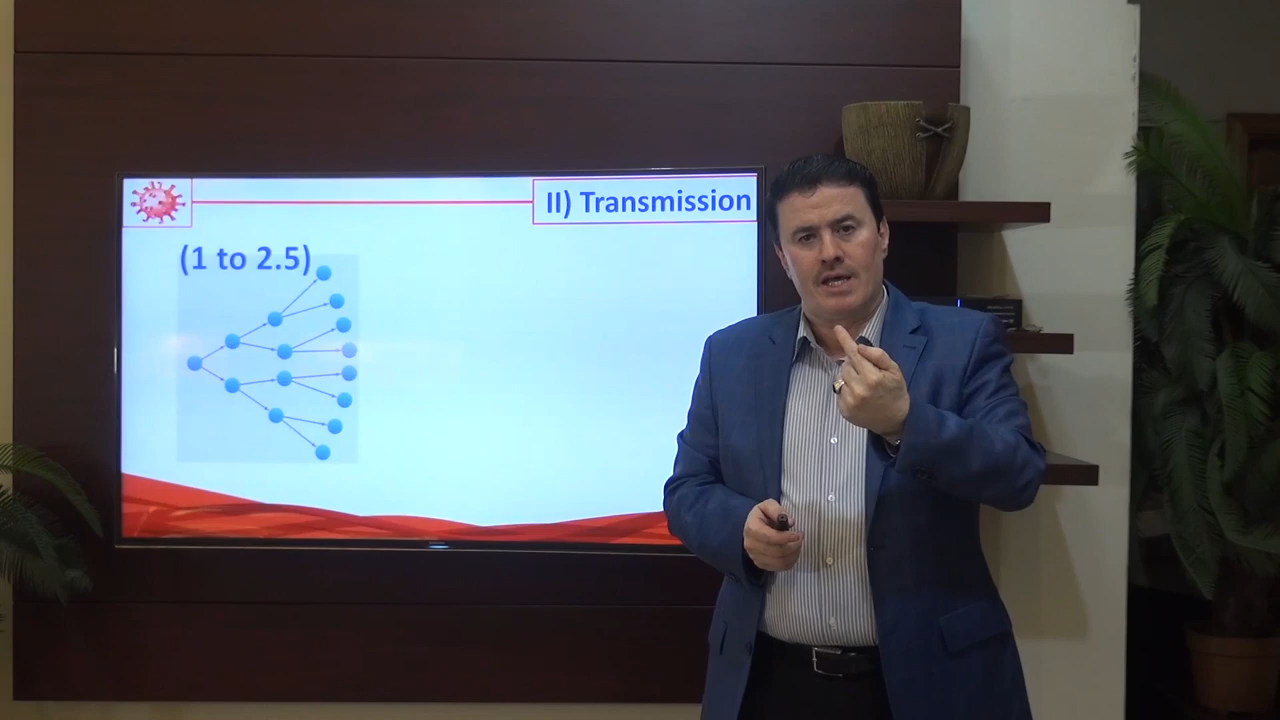 II) Transmission
(1 to 2.5)